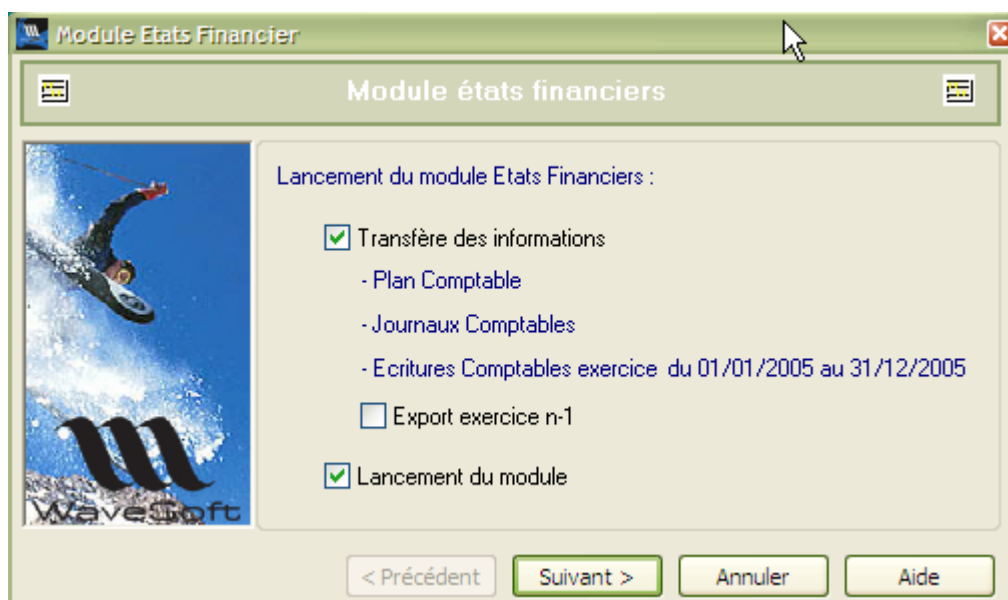 Module Etats Financier
Module états financiers
Lancement du module Etats Financiers :
Transfère des informations
- Plan Comptable
- Journaux Comptables
- Ecritures Comptables exercice du 01/01/2005 au 31/12/2005
Export exercice n-1
Lancement du module
WaveSoft
< Précédent Suivant > Annuler Aide